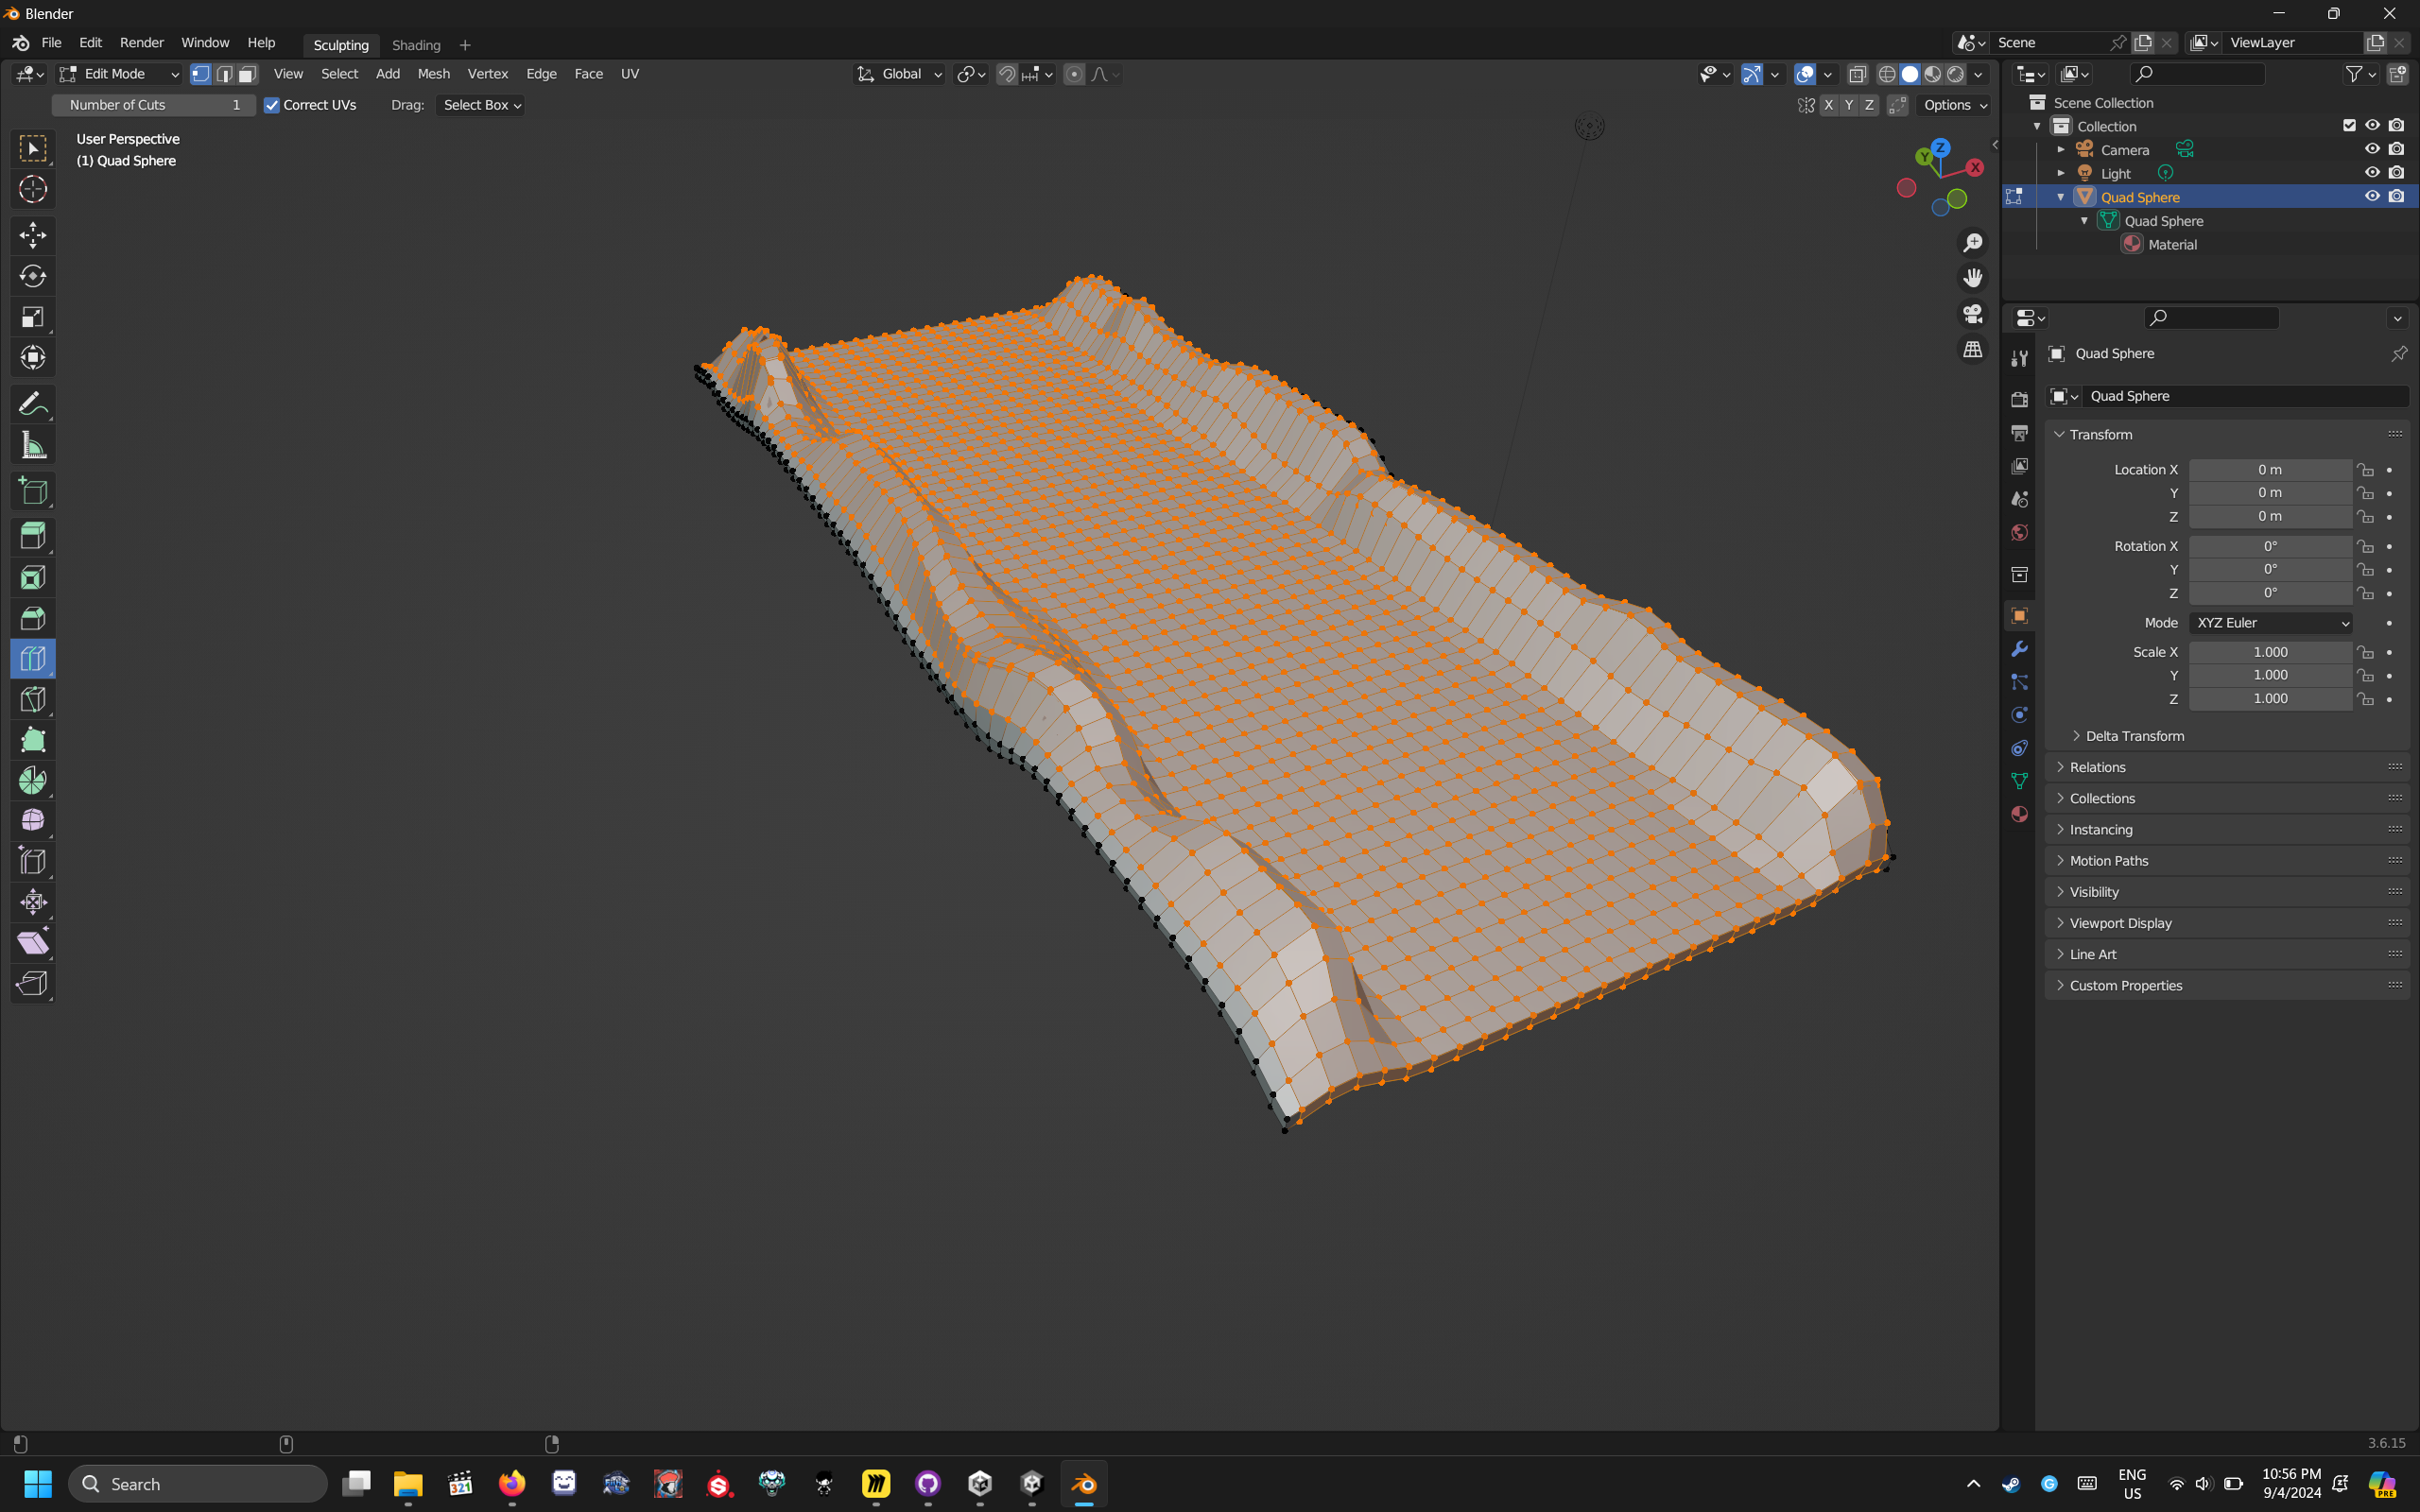 Blender
File Edit Render Window Help Sculpting Shading + Scene ViewLayer
Edit Mode View Select Add Mesh Vertex Edge Face UV Global
Number of Cuts 1 Correct UVs Drag: Select Box X Y Z Options
User Perspective
(1) Quad Sphere
Z
Y
X
Scene Collection
Collection
Camera
Light
Quad Sphere
Quad Sphere
Material
Quad Sphere
Quad Sphere
Transform
Location X 0 m
Y 0 m
Z 0 m
Rotation X 0°
Y 0°
Z 0°
Mode XYZ Euler
Scale X 1.000
Y 1.000
Z 1.000
Delta Transform
Relations
Collections
Instancing
Motion Paths
Visibility
Viewport Display
Line Art
Custom Properties
3.6.15
Search
321
S
G
ENG
US
10:56 PM
9/4/2024
PRE